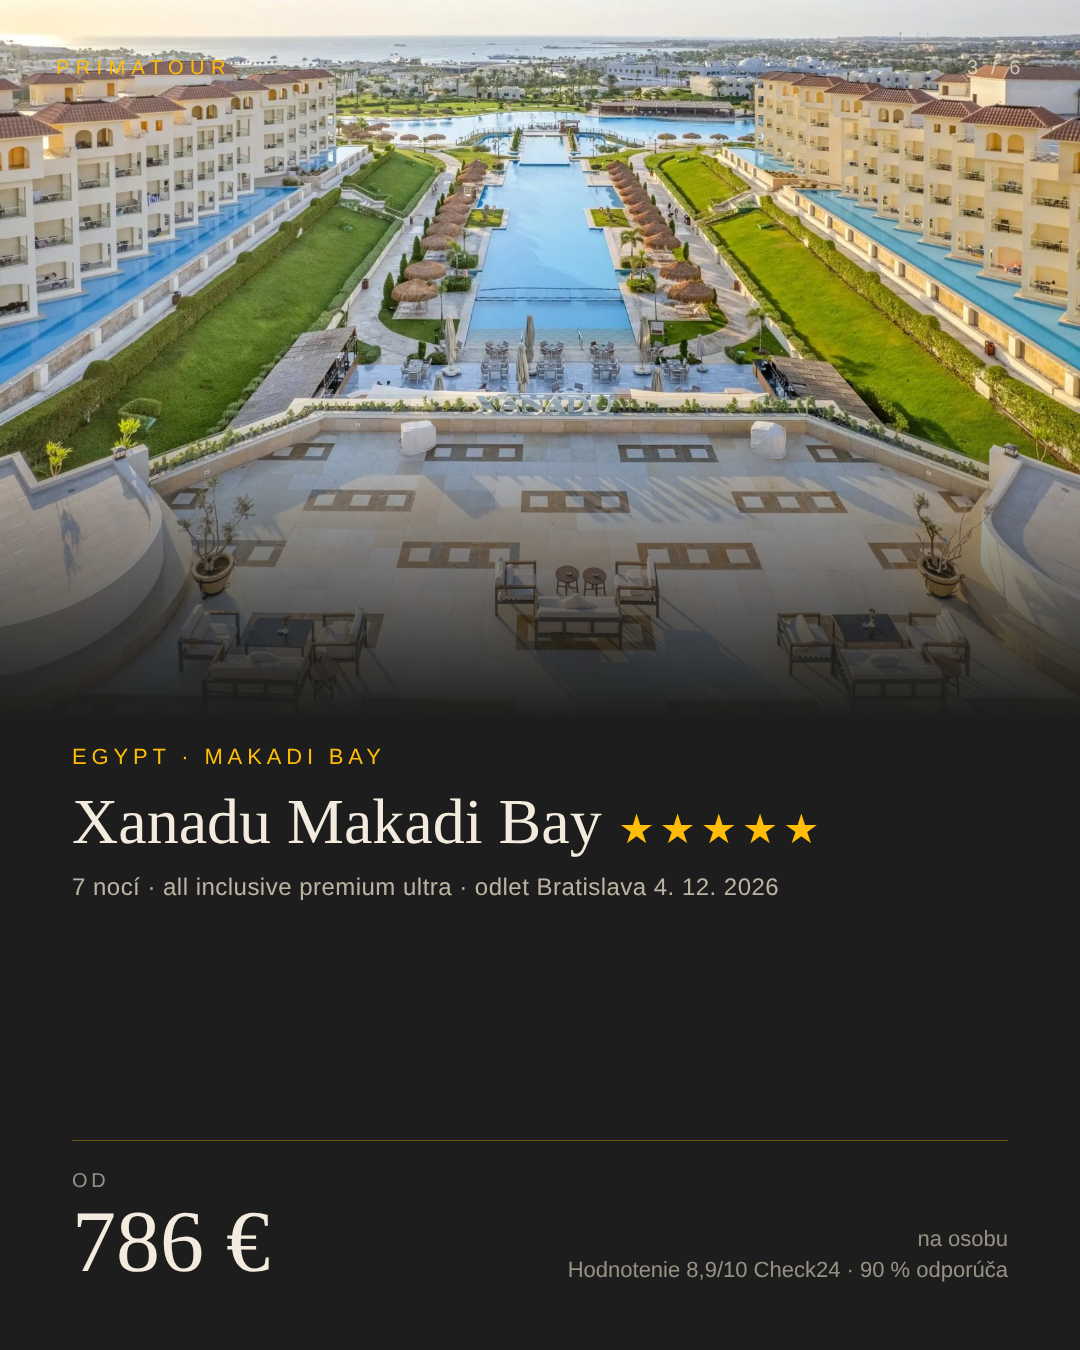 PRIMATOUR
3 / 6
XANADU
EGYPT · MAKADI BAY
Xanadu Makadi Bay ★★★★★
7 nocí · all inclusive premium ultra · odlet Bratislava 4. 12. 2026
OD
786 €
na osobu
Hodnotenie 8,9/10 Check24 · 90 % odporúča